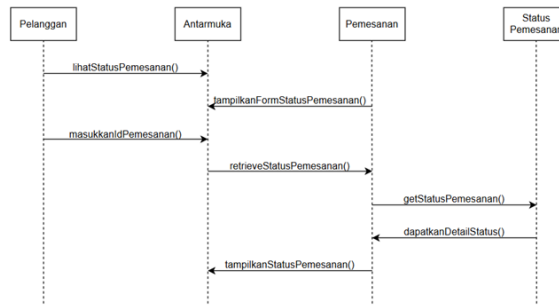 Pelanggan
Antarmuka
Pemesanan
Status
Pemesanan
lihatStatusPemesanan()
tampilkanFormStatusPemesanan()
masukkanIdPemesanan()
retrieveStatusPemesanan()
getStatusPemesanan()
dapatkanDetailStatus()
tampilkanStatusPemesanan()